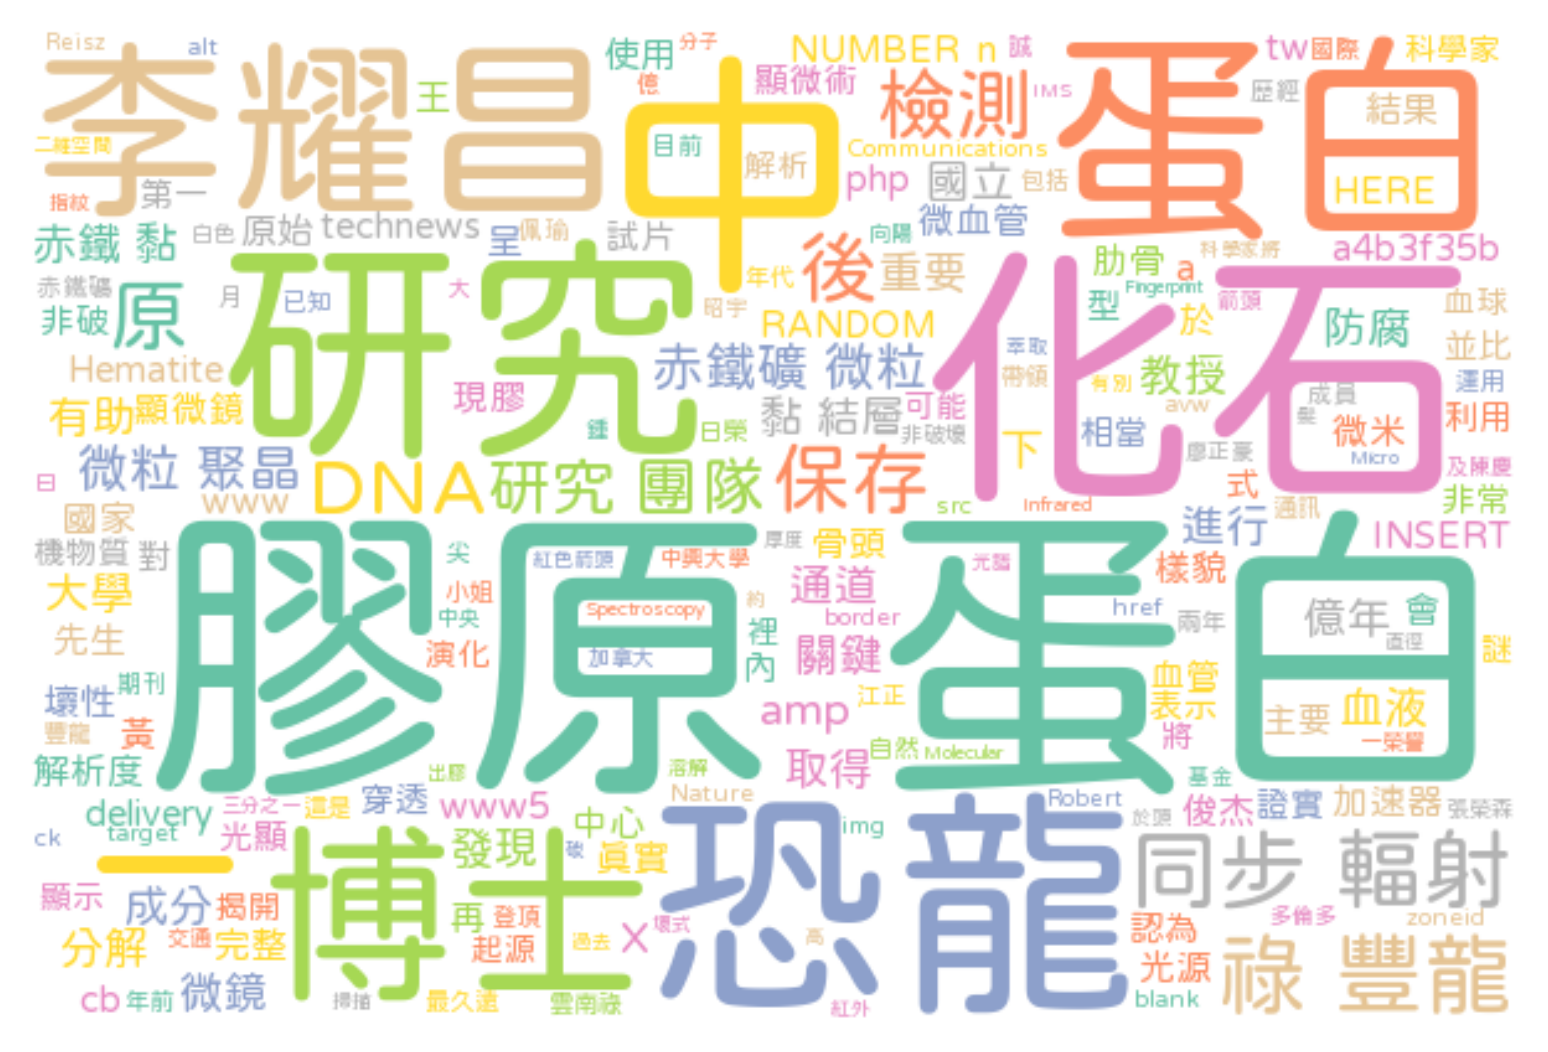 Reisz
alt
李耀昌
王
使用
分子
億
中
NUMBER n
誠
顯微術
檢測
IMS
蛋白
tw
國際
科學家
歷經
結果
二維空間
目前
解析
Communications
HERE
指紋
第一
php
國立
包括
微血管
赤鐵 黏
白色
原始
technews
呈
佩瑜
試片
向陽
科學家將
a4b3f35b
赤鐵礦
月
已知
大
年代
後
重要
肋骨
a
Fingerprint
箭頭
血球
非破
原
研究
昭宇
RANDOM
型
於
化石
防腐
並比
Hematite
現膠
赤鐵礦 微粒
萃取
帶領
有別
教授
運用
有助
顯微鏡
鍾
日榮
黏 結層
可能
非破壞
avw
成員
髮
微米
利用
微粒 聚晶
下
相當
廖正豪
Micro
及陳慶
日
www
DNA
研究 團隊
保存
src
Infrared
式
通訊
非常
國家
進行
INSERT
機物質
對
膠原蛋白
尖
紅色箭頭
中興大學
厚度
骨頭
光譜
樣貌
大學
小姐
中央
Spectroscopy
約
通道
border
href
兩年
億年
會
直徑
先生
演化
加拿大
裡
內
關鍵
謎
壞性
期刊
江正
血管
表示
血液
豐龍
黃
amp
將
主要
一榮譽
解析度
出膠
溶解
取得
自然
Molecular
基金
delivery
三分之一
這是
穿透
www5
中心
Nature
Robert
於頭
俊杰
證實
加速器
張榮森
ck
target
光顯
博士
發現
碳
真實
恐龍
img
同步 輻射
一
顯示
成分
揭開
再
登頂
X
壞式
認為
多倫多
zoneid
分解
交通
完整
起源
過去
高
光源
祿 豐龍
cb
年前
微鏡
掃描
最久遠
雲南祿
紅外
blank